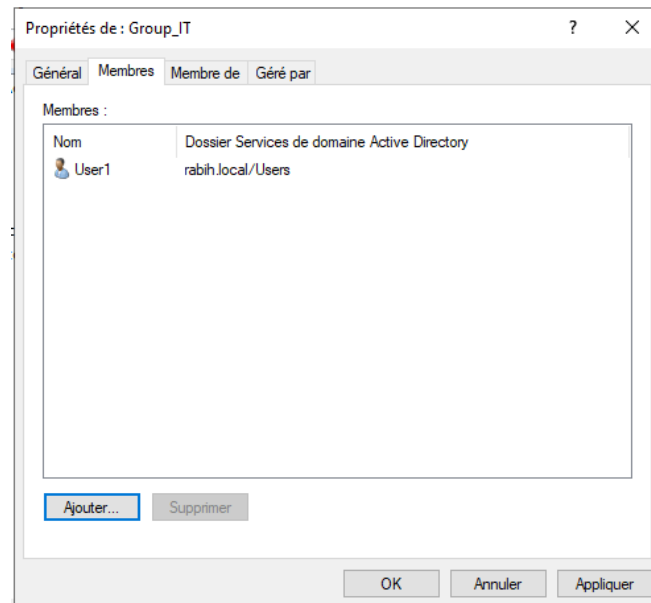 Propriétés de : Group_IT ? ×
Général Membres Membre de Géré par
Membres :
Nom Dossier Services de domaine Active Directory
User1 rabih.local/Users
Ajouter... Supprimer
OK Annuler Appliquer